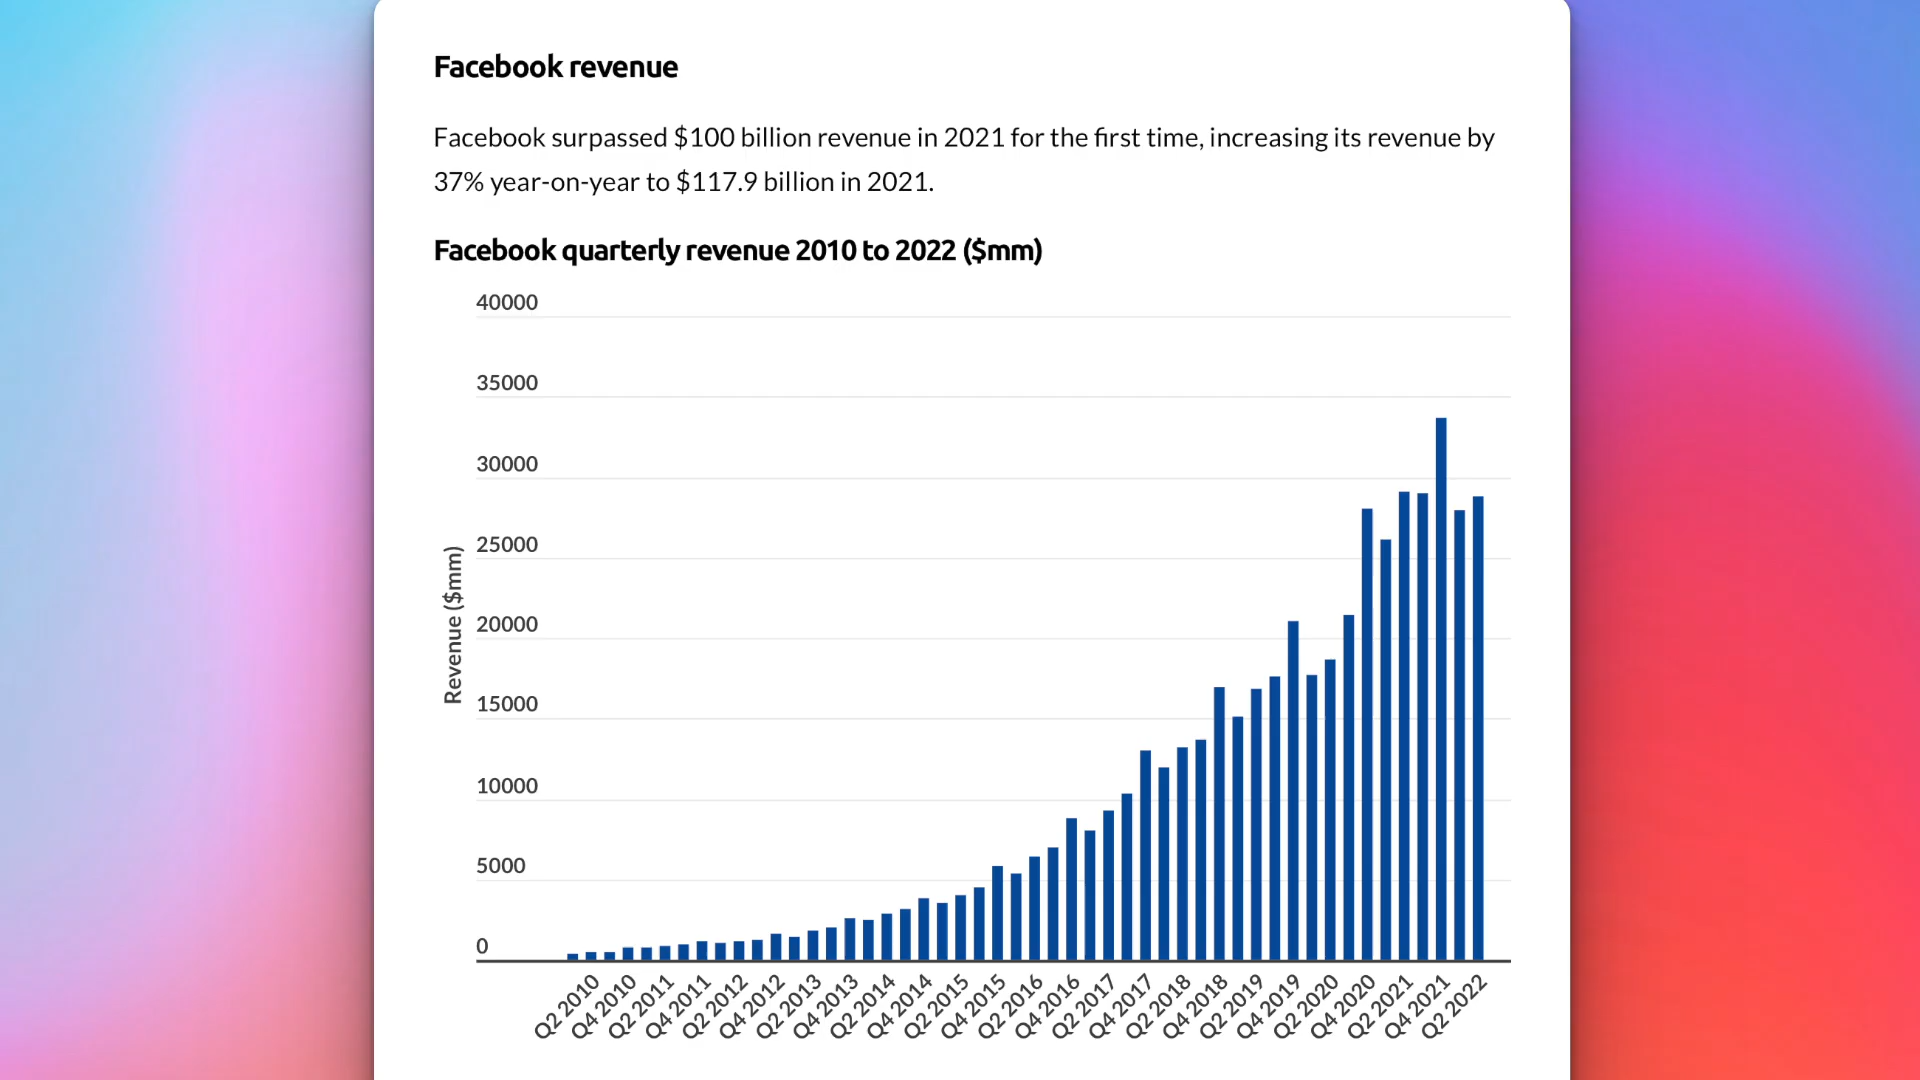 Facebook revenue
Facebook surpassed $100 billion revenue in 2021 for the first time, increasing its revenue by
37% year-on-year to $117.9 billion in 2021.
Facebook quarterly revenue 2010 to 2022 ($mm)
40000
35000
30000
25000
20000
15000
10000
5000
0
Revenue ($mm)
Q2 2010
Q4 2010
Q2 2011
Q4 2011
Q2 2012
Q4 2012
Q2 2013
Q4 2013
Q2 2014
Q4 2014
Q2 2015
Q4 2015
Q2 2016
Q4 2016
Q2 2017
Q4 2017
Q2 2018
Q4 2018
Q2 2019
Q4 2019
Q2 2020
Q4 2020
Q2 2021
Q4 2021
Q2 2022